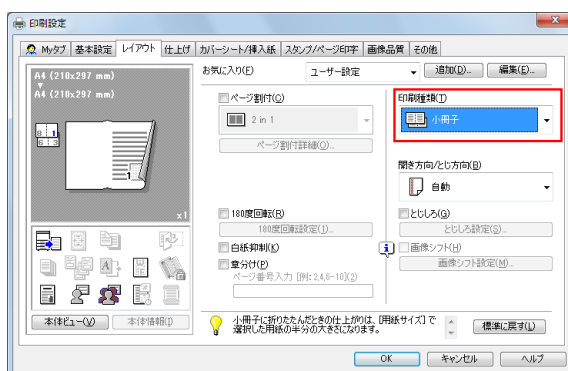 印刷設定
Myタブ 基本設定 レイアウト 仕上げ カバーシート/挿入紙 スタンプ/ページ印字 画像品質 その他
A4 (210x297 mm)
A4 (210x297 mm)
8 1
6 3
1
x1
本体ビュー(V) 本体情報(I)
お気に入り(F) ユーザー設定 追加(D)... 編集(E)...
ページ割付(C)
2 in 1
ページ割付詳細(O)...
印刷種類(T)
小冊子
開き方向/とじ方向(B)
自動
180度回転(R)
180度回転設定(1)...
白紙抑制(K)
章分け(P)
ページ番号入力 [例: 2,4,6-10](2)
とじしろ(G)
とじしろ設定(S)...
画像シフト(H)
画像シフト設定(M)...
小冊子に折りたたんだときの仕上がりは、[用紙サイズ] で
選択した用紙の半分の大きさになります。
標準に戻す(L)
OK キャンセル ヘルプ